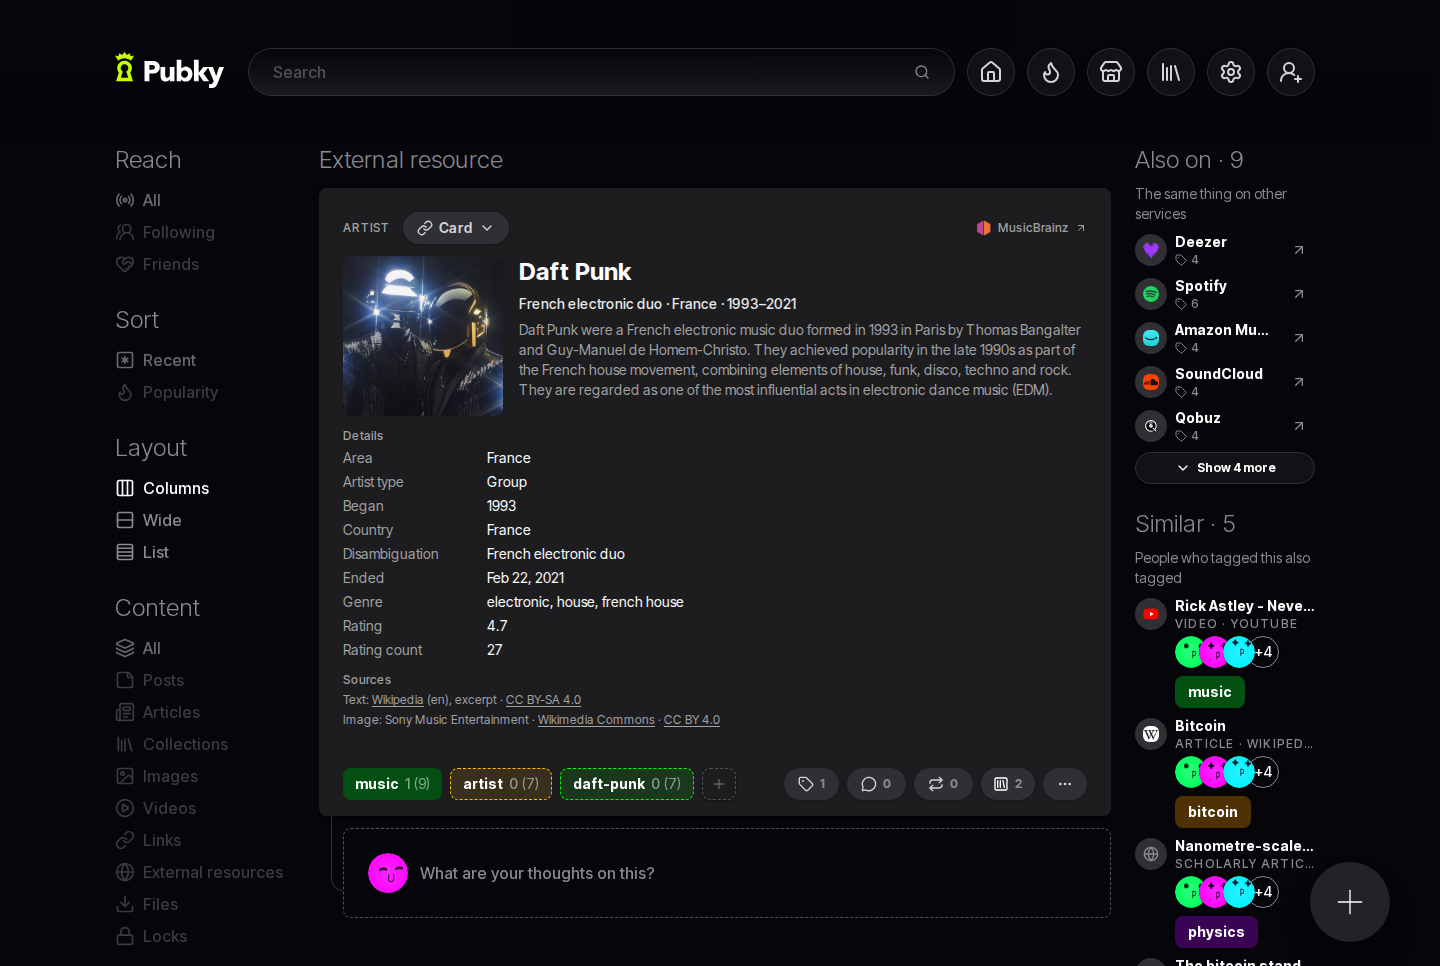 Pubky
Search
Reach
All
Following
Friends
Sort
Recent
Popularity
Layout
Columns
Wide
List
Content
All
Posts
Articles
Collections
Images
Videos
Links
External resources
Files
Locks
External resource
ARTIST
Card
MusicBrainz
Daft Punk
French electronic duo · France · 1993–2021
Daft Punk were a French electronic music duo formed in 1993 in Paris by Thomas Bangalter
and Guy-Manuel de Homem-Christo. They achieved popularity in the late 1990s as part of
the French house movement, combining elements of house, funk, disco, techno and rock.
They are regarded as one of the most influential acts in electronic dance music (EDM).
Details
Area France
Artist type Group
Began 1993
Country France
Disambiguation French electronic duo
Ended Feb 22, 2021
Genre electronic, house, french house
Rating 4.7
Rating count 27
Sources
Text: Wikipedia (en), excerpt · CC BY-SA 4.0
Image: Sony Music Entertainment · Wikimedia Commons · CC BY 4.0
music 1 (9) artist 0 (7) daft-punk 0 (7)
1 0 0 2
What are your thoughts on this?
Also on · 9
The same thing on other
services
Deezer
4
Spotify
6
Amazon Mu...
4
SoundCloud
4
Qobuz
4
Show 4 more
Similar · 5
People who tagged this also
tagged
Rick Astley - Neve...
VIDEO · YOUTUBE
+4
music
Bitcoin
ARTICLE · WIKIPED...
+4
bitcoin
Nanometre-scale...
SCHOLARLY ARTIC...
+4
physics